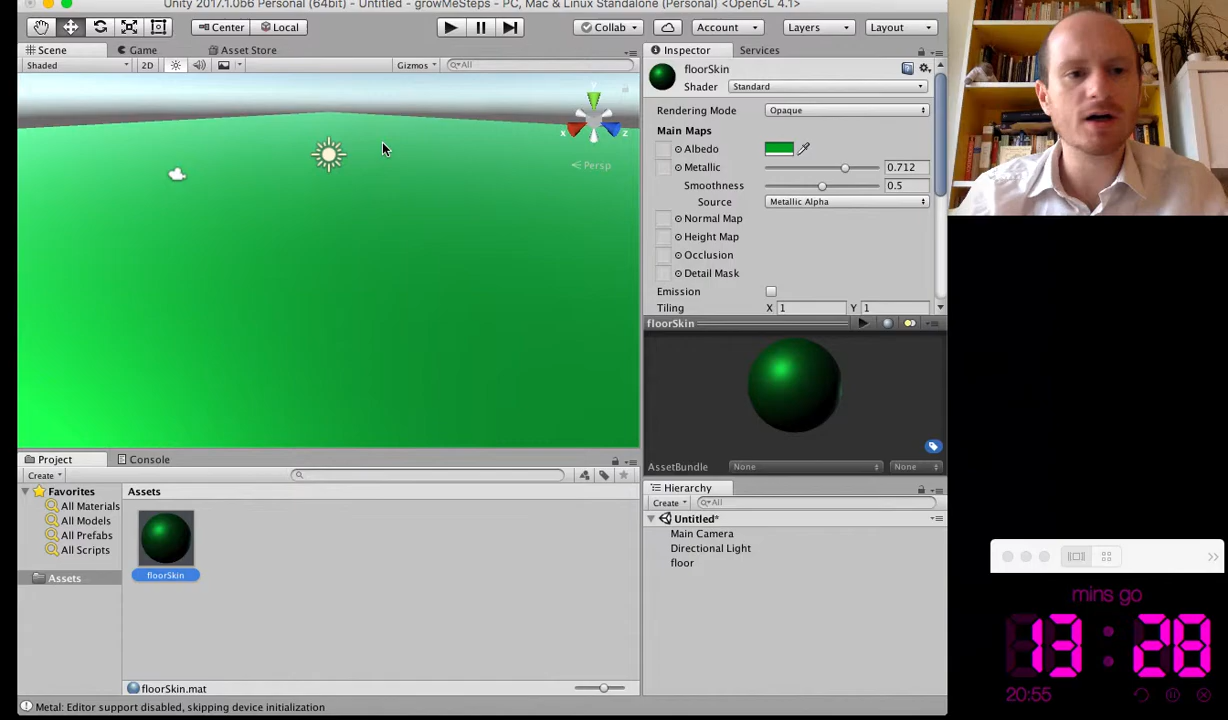 Unity 2017.1.0b6 Personal (64bit) - Untitled - growMeSteps - PC, Mac & Linux Standalone (Personal) <OpenGL 4.1>
Center Local Collab Account Layers Layout
Scene Game Asset Store
Shaded 2D Gizmos All
y x z
Persp
Inspector Services
floorSkin
Shader Standard
Rendering Mode Opaque
Main Maps
Albedo
Metallic 0.712
Smoothness 0.5
Source Metallic Alpha
Normal Map
Height Map
Occlusion
Detail Mask
Emission
Tiling X 1 Y 1
floorSkin
AssetBundle None None
Hierarchy
Create All
Untitled*
Main Camera
Directional Light
floor
Project Console
Create
Favorites
All Materials
All Models
All Prefabs
All Scripts
Assets
Assets
floorSkin
floorSkin.mat
Metal: Editor support disabled, skipping device initialization
mins go
13:28
20:55